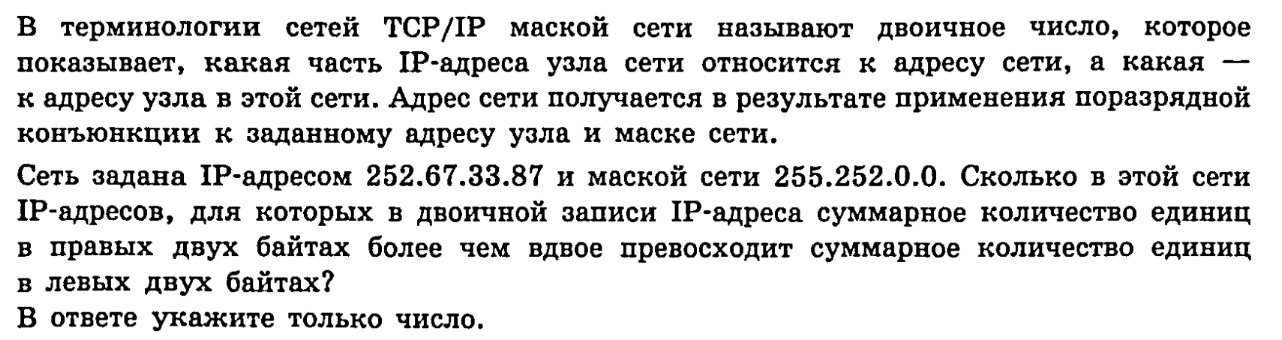 В терминологии сетей TCP/IP маской сети называют двоичное число, которое
показывает, какая часть IP-адреса узла сети относится к адресу сети, а какая —
к адресу узла в этой сети. Адрес сети получается в результате применения поразрядной
конъюнкции к заданному адресу узла и маске сети.
Сеть задана IP-адресом 252.67.33.87 и маской сети 255.252.0.0. Сколько в этой сети
IP-адресов, для которых в двоичной записи IP-адреса суммарное количество единиц
в правых двух байтах более чем вдвое превосходит суммарное количество единиц
в левых двух байтах?
В ответе укажите только число.